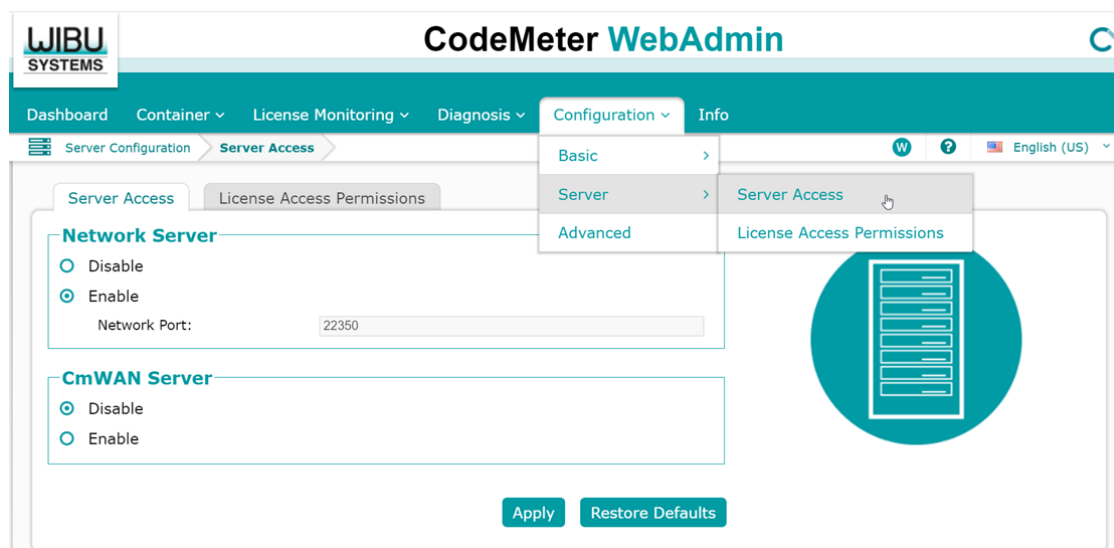 WIBU
SYSTEMS
CodeMeter WebAdmin
Dashboard Container License Monitoring Diagnosis Configuration Info
Server Configuration Server Access
W ? English (US)
Basic
Server
Advanced
Server Access
License Access Permissions
Server Access License Access Permissions
Network Server
Disable
Enable
Network Port: 22350
CmWAN Server
Disable
Enable
Apply Restore Defaults